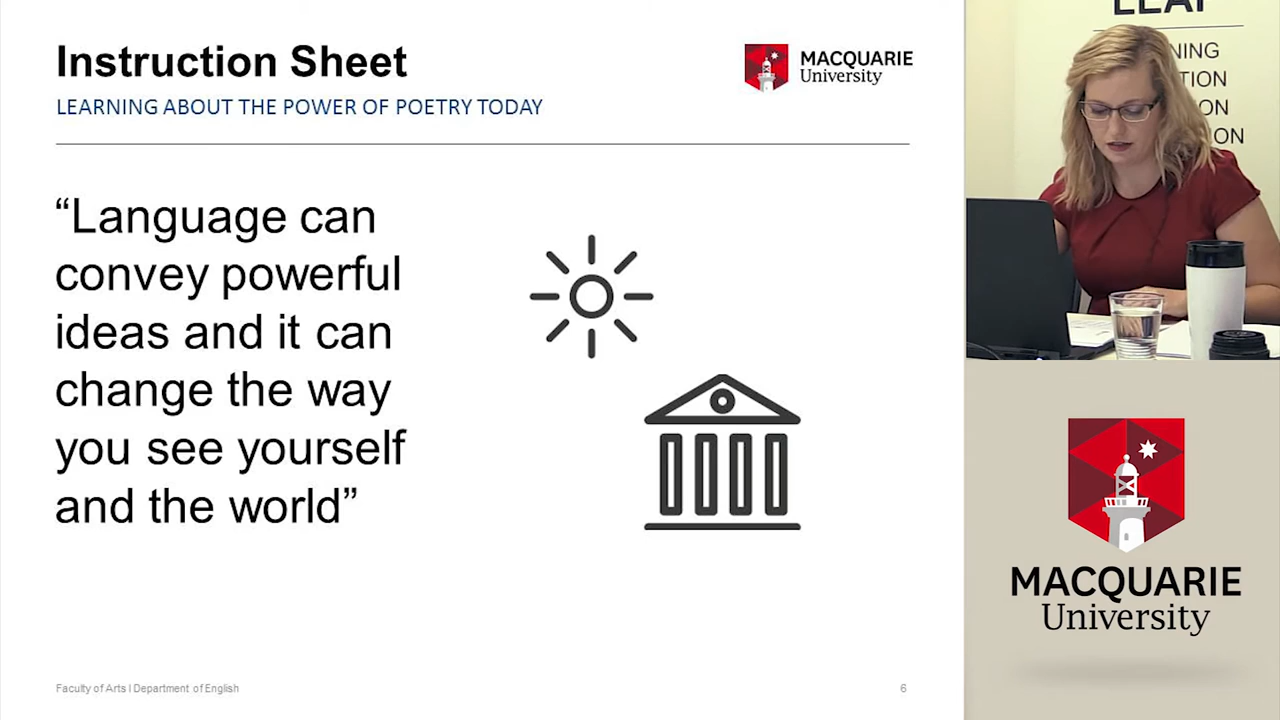 Instruction Sheet
LEARNING ABOUT THE POWER OF POETRY TODAY
MACQUARIE
University
“Language can
convey powerful
ideas and it can
change the way
you see yourself
and the world”
Faculty of Arts I Department of English
6
MACQUARIE
University